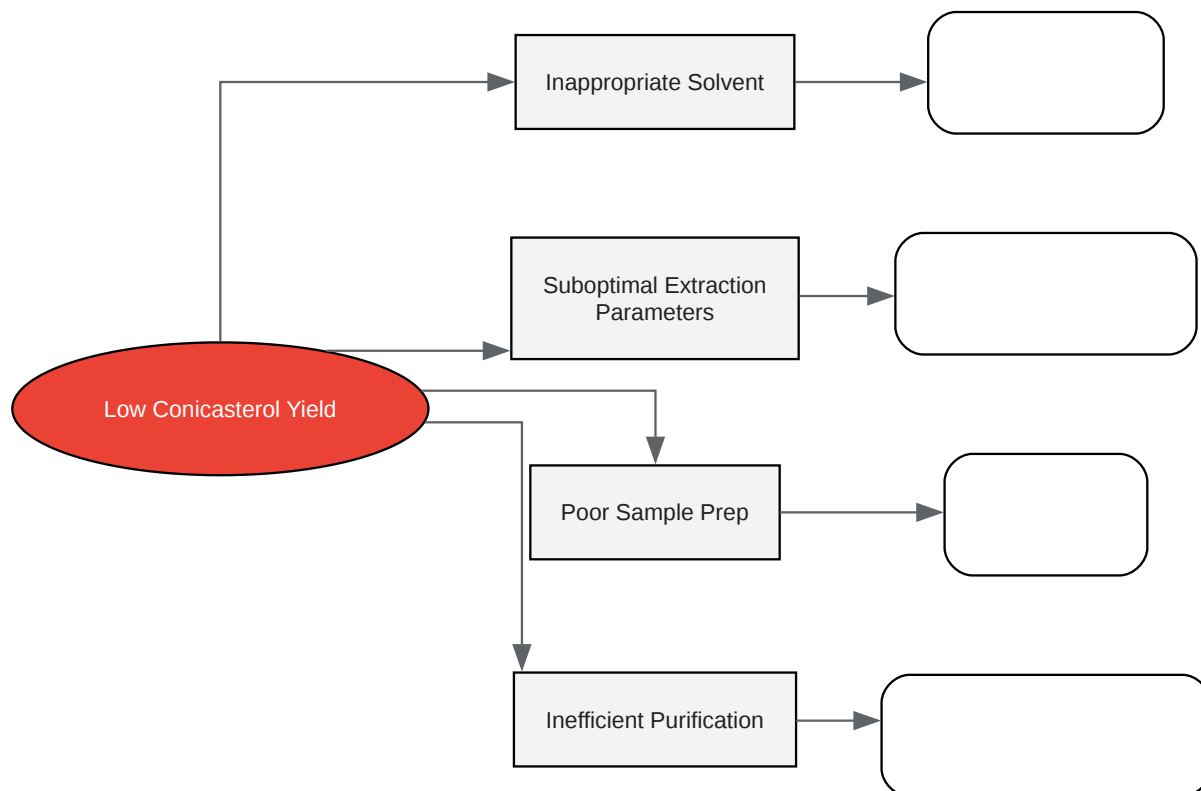 Inappropriate Solvent
Suboptimal Extraction
Parameters
Low Conicasterol Yield
Poor Sample Prep
Inefficient Purification